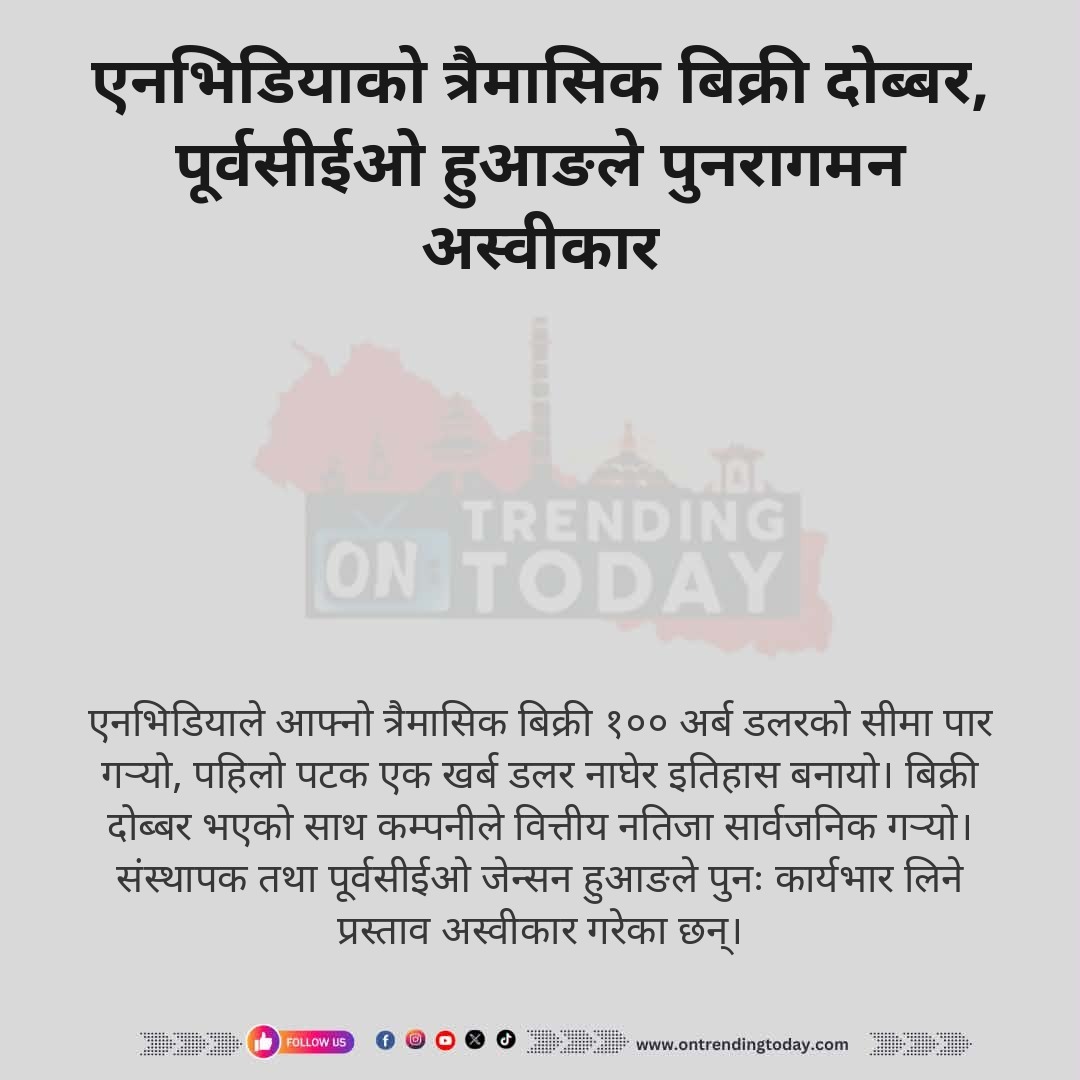 एनभिडियाको त्रैमासिक बिक्री दोब्बर,
पूर्वसीईओ हुआङले पुनरागमन
अस्वीकार
TRENDING
ON TODAY
एनभिडियाले आफ्नो त्रैमासिक बिक्री १०० अर्ब डलरको सीमा पार
गर्‍यो, पहिलो पटक एक खर्ब डलर नाघेर इतिहास बनायो। बिक्री
दोब्बर भएको साथ कम्पनीले वित्तीय नतिजा सार्वजनिक गर्‍यो।
संस्थापक तथा पूर्वसीईओ जेन्सन हुआङले पुनः कार्यभार लिने
प्रस्ताव अस्वीकार गरेका छन्।
FOLLOW US www.ontrendingtoday.com